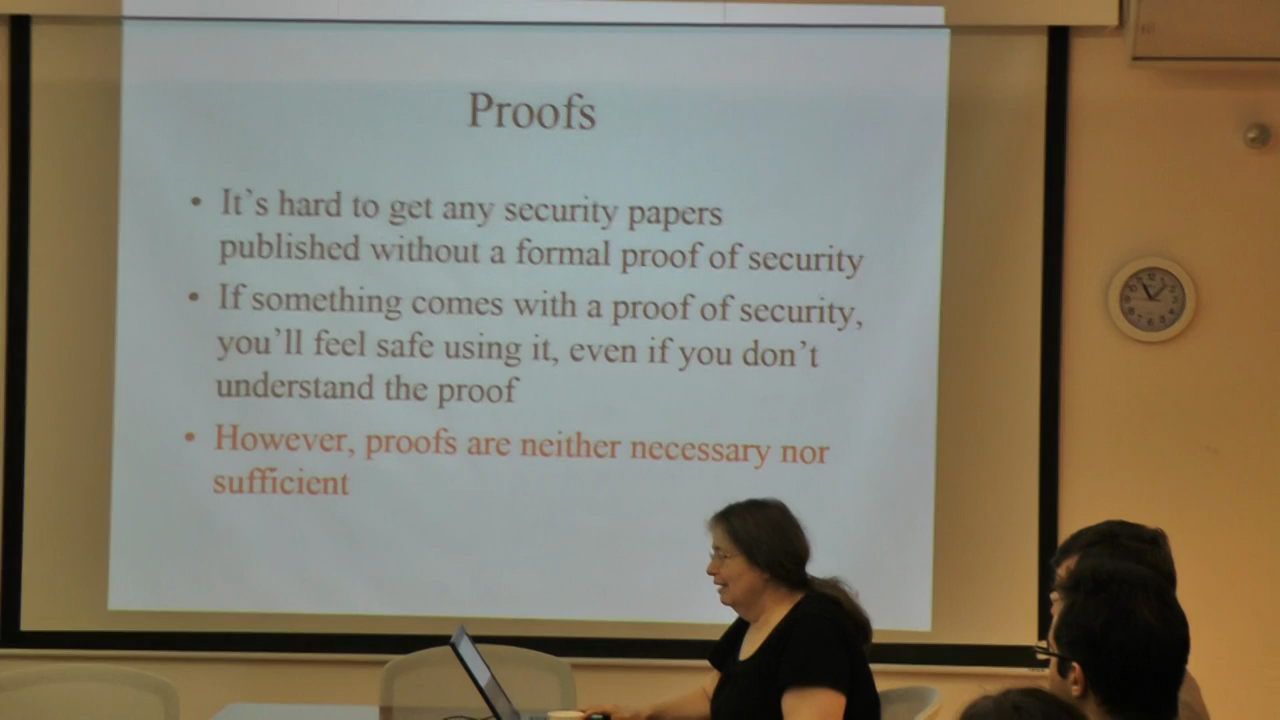 Proofs
• It's hard to get any security papers
published without a formal proof of security
• If something comes with a proof of security,
you'll feel safe using it, even if you don't
understand the proof
• However, proofs are neither necessary nor
sufficient